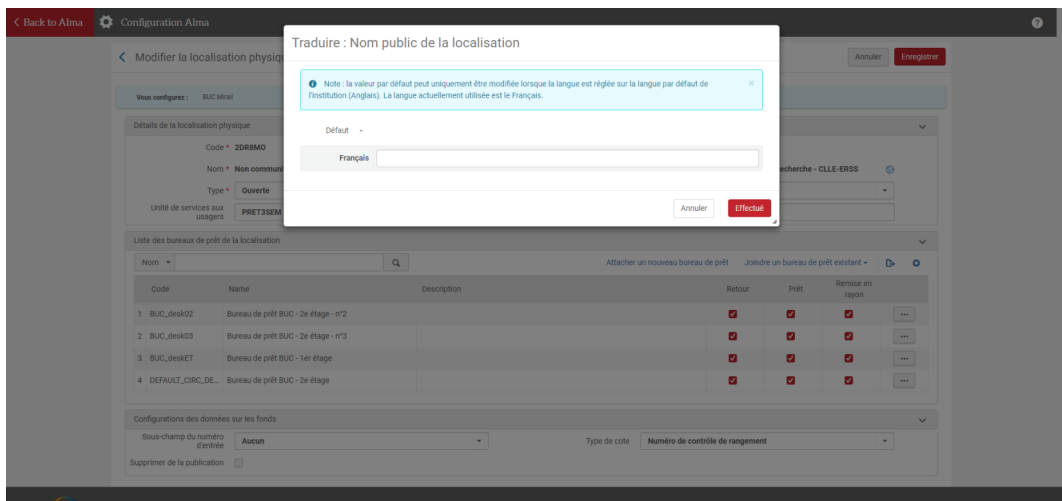 Back to Alma
Configuration Alma
Traduire : Nom public de la localisation
Modifier la localisation physiq
Annuler
Enregistrer
Note : la valeur par défaut peut uniquement être modifiée lorsque la langue est réglée sur la langue par défaut de
l'institution (Anglais). La langue actuellement utilisée est le Français.
Vous configurez : BUC Mirail
Détails de la localisation physique
Défaut -
Code * 2DRBMO
Français
Nom * Non communi
echerche - CLLE-ERSS
Type * Ouverte
Unité de services aux
usagers
PRET3SEM
Annuler
Effectué
Liste des bureaux de prêt de la localisation
Nom
Attacher un nouveau bureau de prêt
Joindre un bureau de prêt existant
Code Name Description Retour Prêt Remise en
rayon
1 BUC_desk02 Bureau de prêt BUC - 2e étage - n°2
2 BUC_desk03 Bureau de prêt BUC - 2e étage - n°3
3 BUC_deskET Bureau de prêt BUC - 1er étage
4 DEFAULT_CIRC_DE... Bureau de prêt BUC - 2e étage
Configurations des données sur les fonds
Sous-champ du numéro
d'entrée
Aucun
Type de cote
Numéro de contrôle de rangement
Supprimer de la publication